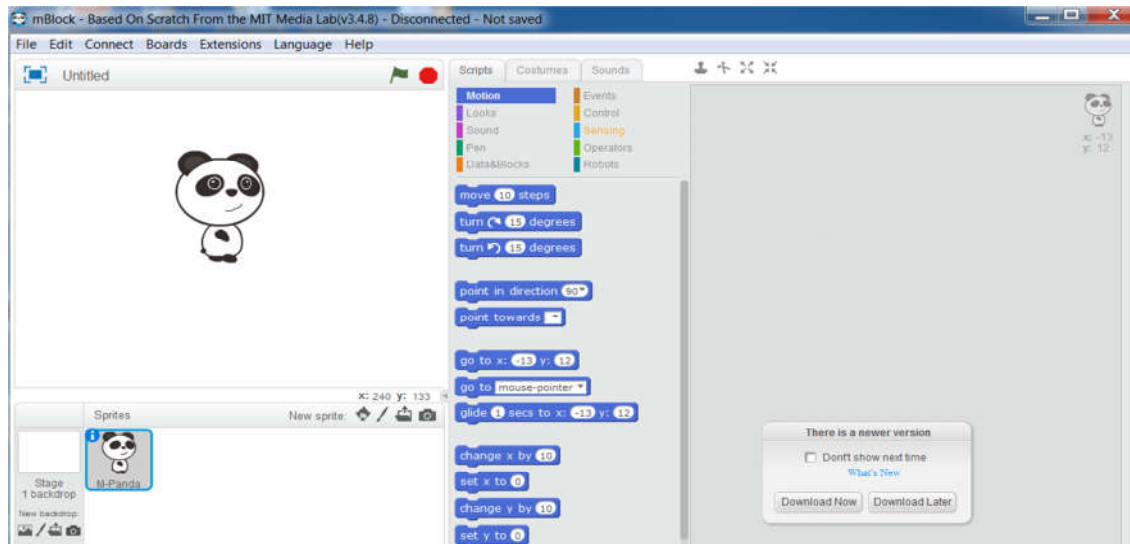 mBlock - Based On Scratch From the MIT Media Lab(v3.4.8) - Disconnected - Not saved
File Edit Connect Boards Extensions Language Help
Untitled
x: 240 y: 133
Sprites
New sprite:
Stage
1 backdrop
New backdrop:
M-Panda
Scripts Costumes Sounds
Motion Events
Looks Control
Sound Sensing
Pen Operators
Data&Blocks Robots
move 10 steps
turn 15 degrees
turn 15 degrees
point in direction 90
point towards
go to x: -13 y: 12
go to mouse-pointer
glide 1 secs to x: -13 y: 12
change x by 10
set x to 0
change y by 10
set y to 0
x: -13
y: 12
There is a newer version
Dont't show next time
What's New
Download Now Download Later